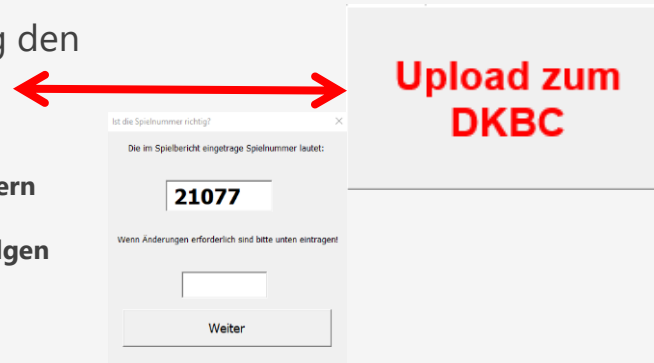 g den
Upload zum
DKBC
Ist die Spielnummer richtig?
Die im Spielbericht eingetrage Spielnummer lautet:
ern
21077
lgen
Wenn Änderungen erforderlich sind bitte unten eintragen!
Weiter